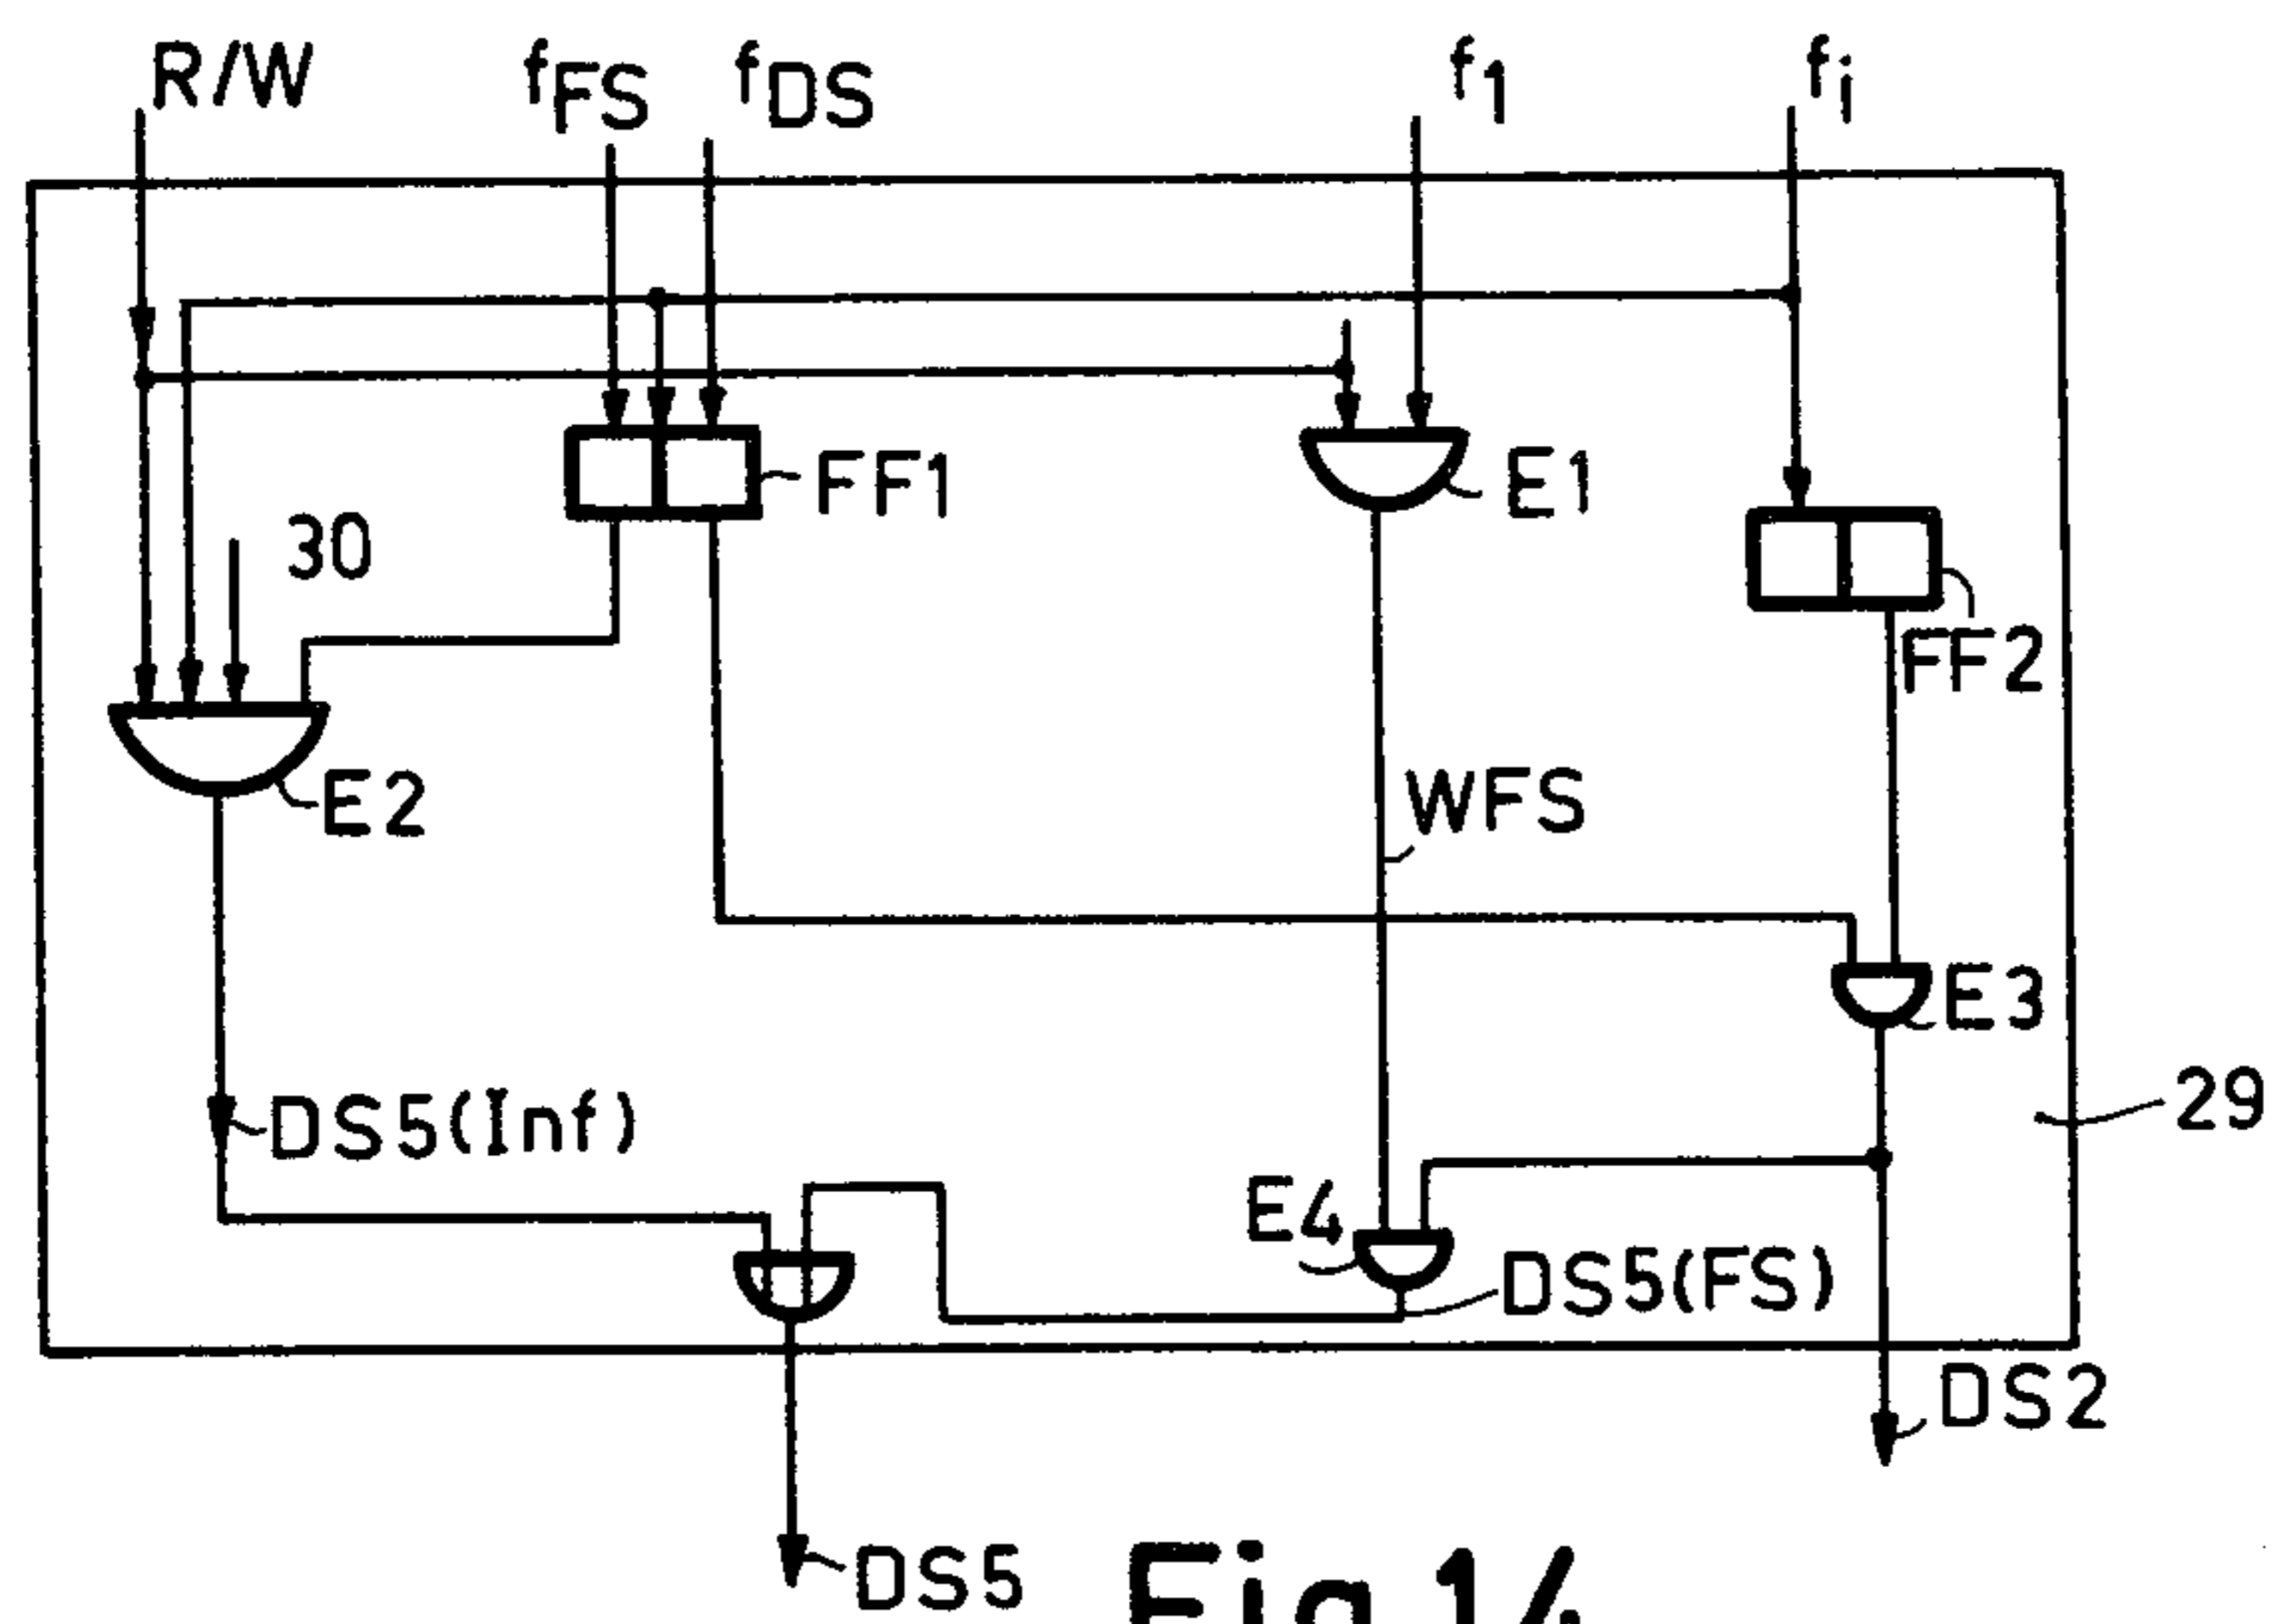 R/W fFS fDS f1 fi
FF1
E1
30
FF2
E2
WFS
E3
DS5(Inf)
29
E4
DS5(FS)
DS2
DS5
Fig.14